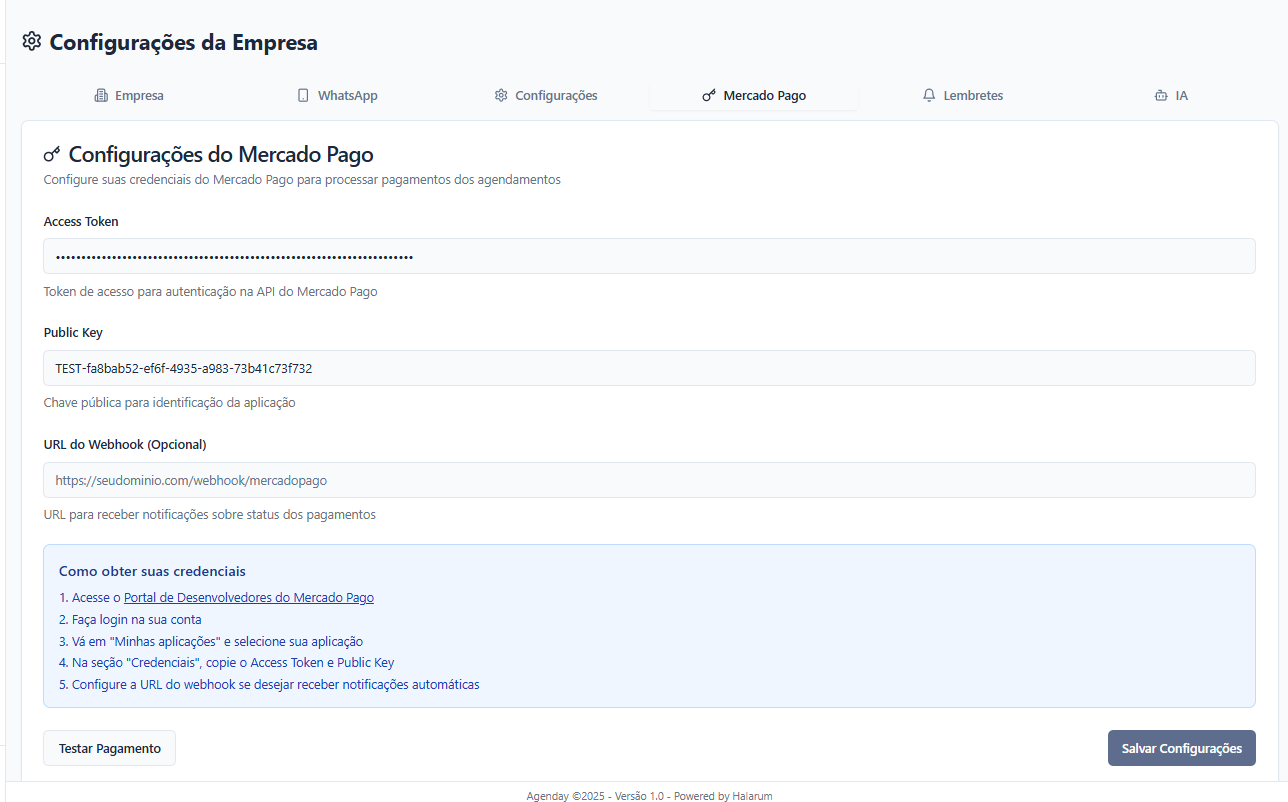 Configurações da Empresa
Empresa
WhatsApp
Configurações
Mercado Pago
Lembretes
IA
Configurações do Mercado Pago
Configure suas credenciais do Mercado Pago para processar pagamentos dos agendamentos
Access Token
Token de acesso para autenticação na API do Mercado Pago
Public Key
TEST-fa8bab52-ef6f-4935-a983-73b41c73f732
Chave pública para identificação da aplicação
URL do Webhook (Opcional)
https://seudominio.com/webhook/mercadopago
URL para receber notificações sobre status dos pagamentos
Como obter suas credenciais
1. Acesse o Portal de Desenvolvedores do Mercado Pago
2. Faça login na sua conta
3. Vá em "Minhas aplicações" e selecione sua aplicação
4. Na seção "Credenciais", copie o Access Token e Public Key
5. Configure a URL do webhook se desejar receber notificações automáticas
Testar Pagamento
Salvar Configurações
Agenday ©2025 - Versão 1.0 - Powered by Haiarum